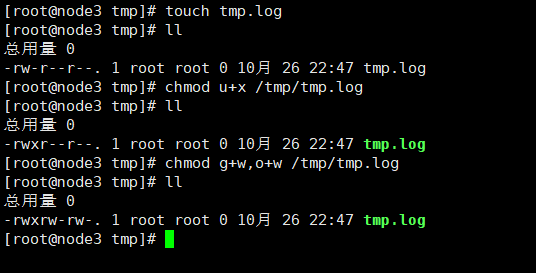 [root@node3 tmp]# touch tmp.log
[root@node3 tmp]# ll
总用量 0
-rw-r--r--. 1 root root 0 10月 26 22:47 tmp.log
[root@node3 tmp]# chmod u+x /tmp/tmp.log
[root@node3 tmp]# ll
总用量 0
-rwxr--r--. 1 root root 0 10月 26 22:47 tmp.log
[root@node3 tmp]# chmod g+w,o+w /tmp/tmp.log
[root@node3 tmp]# ll
总用量 0
-rwxrw-rw-. 1 root root 0 10月 26 22:47 tmp.log
[root@node3 tmp]#